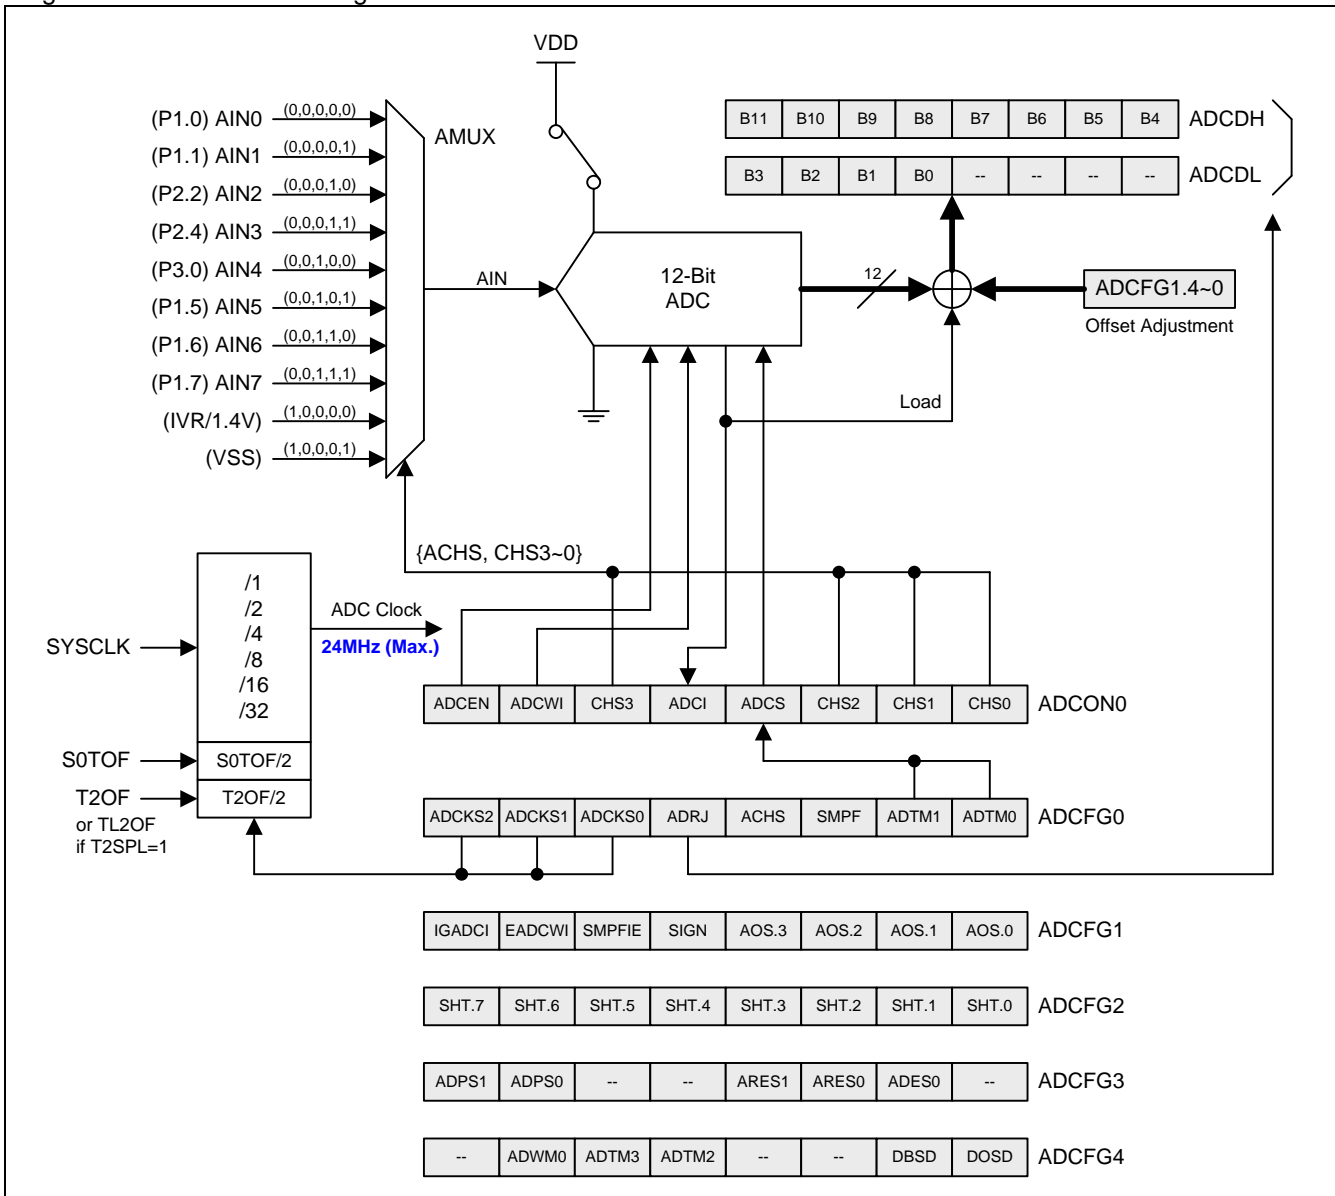 VDD
(P1.0) AIN0 (0,0,0,0,0)
(P1.1) AIN1 (0,0,0,0,1)
(P2.2) AIN2 (0,0,0,1,0)
(P2.4) AIN3 (0,0,0,1,1)
(P3.0) AIN4 (0,0,1,0,0)
(P1.5) AIN5 (0,0,1,0,1)
(P1.6) AIN6 (0,0,1,1,0)
(P1.7) AIN7 (0,0,1,1,1)
(IVR/1.4V) (1,0,0,0,0)
(VSS) (1,0,0,0,1)
AMUX
B11 B10 B9 B8 B7 B6 B5 B4 ADCDH
B3 B2 B1 B0 -- -- -- -- ADCDL
AIN
12-Bit
ADC
12
ADCFG1.4~0
Offset Adjustment
Load
{ACHS, CHS3~0}
/1
/2
/4
/8
/16
/32
SYSCLK
ADC Clock
24MHz (Max.)
S0TOF
S0TOF/2
T2OF
T2OF/2
or TL2OF
if T2SPL=1
ADCEN ADCWI CHS3 ADCI ADCS CHS2 CHS1 CHS0 ADCON0
ADCKS2 ADCKS1 ADCKS0 ADRJ ACHS SMPF ADTM1 ADTM0 ADCFG0
IGADCI EADCWI SMPFIE SIGN AOS.3 AOS.2 AOS.1 AOS.0 ADCFG1
SHT.7 SHT.6 SHT.5 SHT.4 SHT.3 SHT.2 SHT.1 SHT.0 ADCFG2
ADPS1 ADPS0 -- -- ARES1 ARES0 ADES0 -- ADCFG3
-- ADWM0 ADTM3 ADTM2 -- -- DBSD DOSD ADCFG4